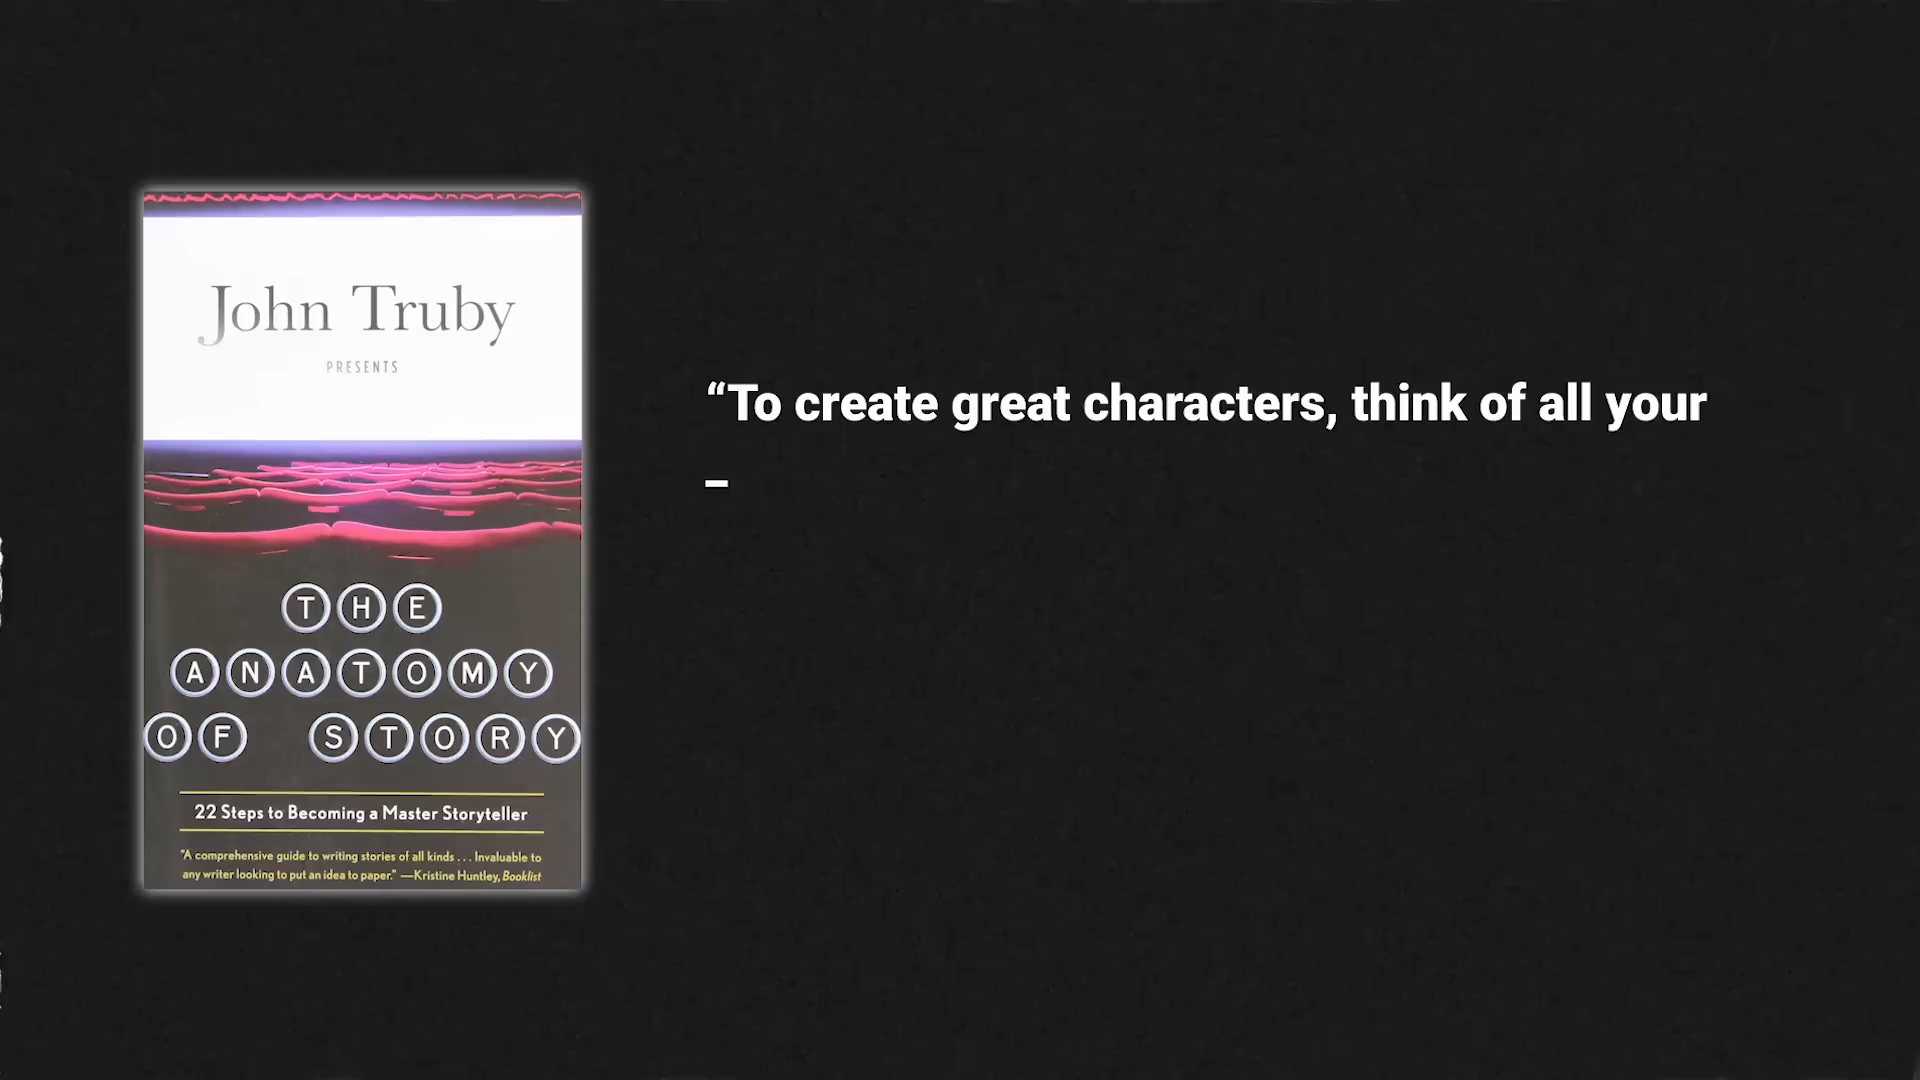 John Truby
PRESENTS
THE
ANATOMY
OF STORY
22 Steps to Becoming a Master Storyteller
"A comprehensive guide to writing stories of all kinds . . . Invaluable to
any writer looking to put an idea to paper." —Kristine Huntley, Booklist
“To create great characters, think of all your
_